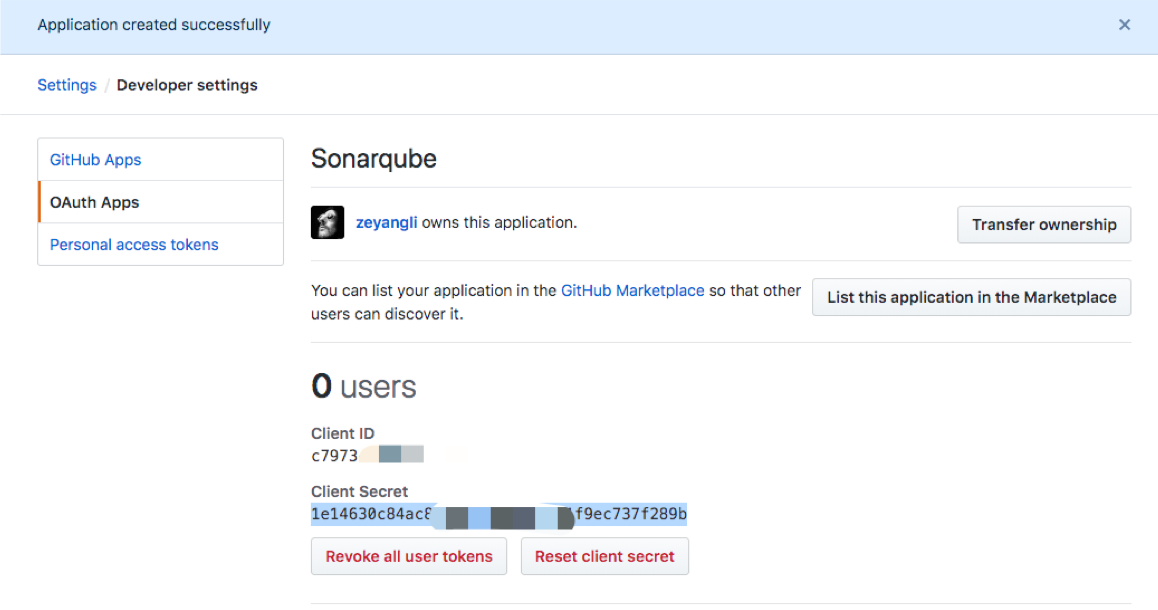 Application created successfully ×
Settings / Developer settings
GitHub Apps
OAuth Apps
Personal access tokens
Sonarqube
zeyangli owns this application.
Transfer ownership
You can list your application in the GitHub Marketplace so that other
users can discover it.
List this application in the Marketplace
0 users
Client ID
c7973
Client Secret
1e14630c84ac8 f9ec737f289b
Revoke all user tokens
Reset client secret